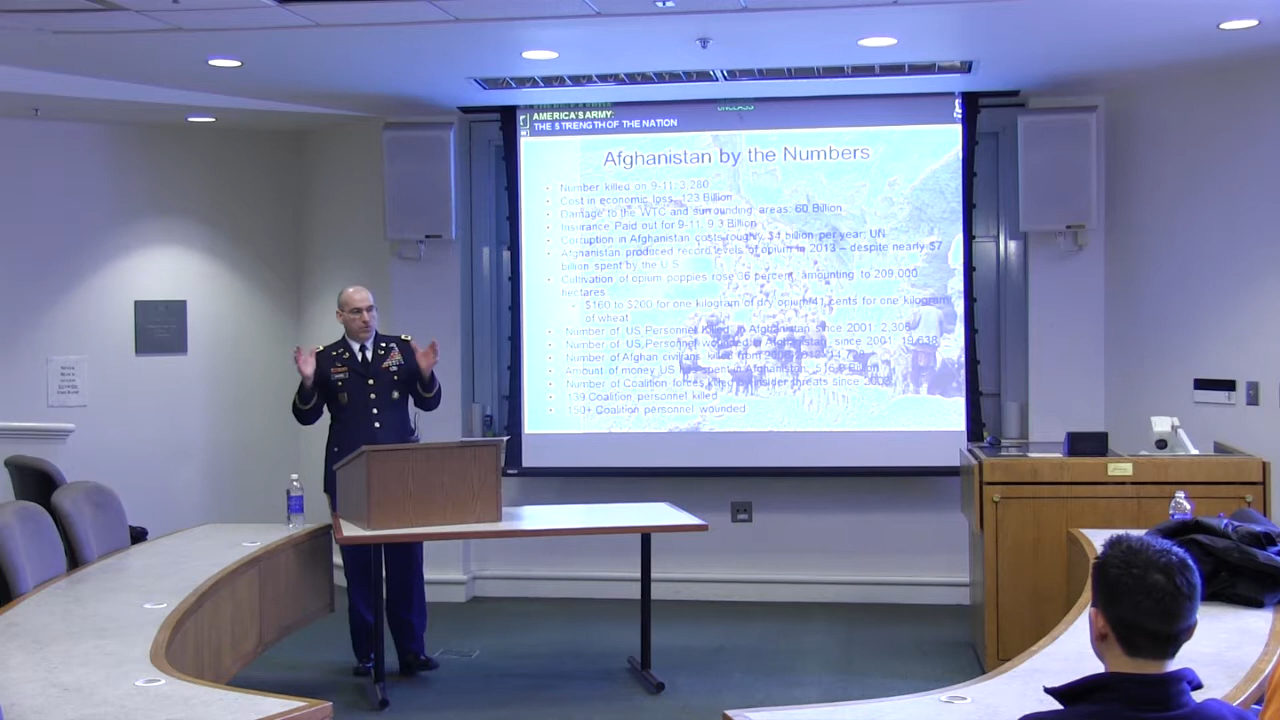 UNCLASS
AMERICA'S ARMY:
THE STRENGTH OF THE NATION
Afghanistan by the Numbers
• Number killed on 9-11: 3,280
• Cost in economic loss: 123 Billion
• Damage to the WTC and surrounding areas: 60 Billion
• Insurance Paid out for 9-11: 9.3 Billion
• Corruption in Afghanistan costs roughly $4 billion per year: UN
• Afghanistan produced record levels of opium in 2013 – despite nearly $7
billion spent by the U.S
• Cultivation of opium poppies rose 36 percent, amounting to 209,000
hectares
• $160 to $200 for one kilogram of dry opium/41 cents for one kilogram
of wheat
• Number of US Personnel Killed in Afghanistan since 2001: 2,306
• Number of US Personnel wounded in Afghanistan since 2001: 19,638
• Number of Afghan civilians killed from
• Amount of money US has spent in Afghanistan: Billion
• Number of Coalition forces killed by insider threats since
• 139 Coalition personnel killed
• 150+ Coalition personnel wounded